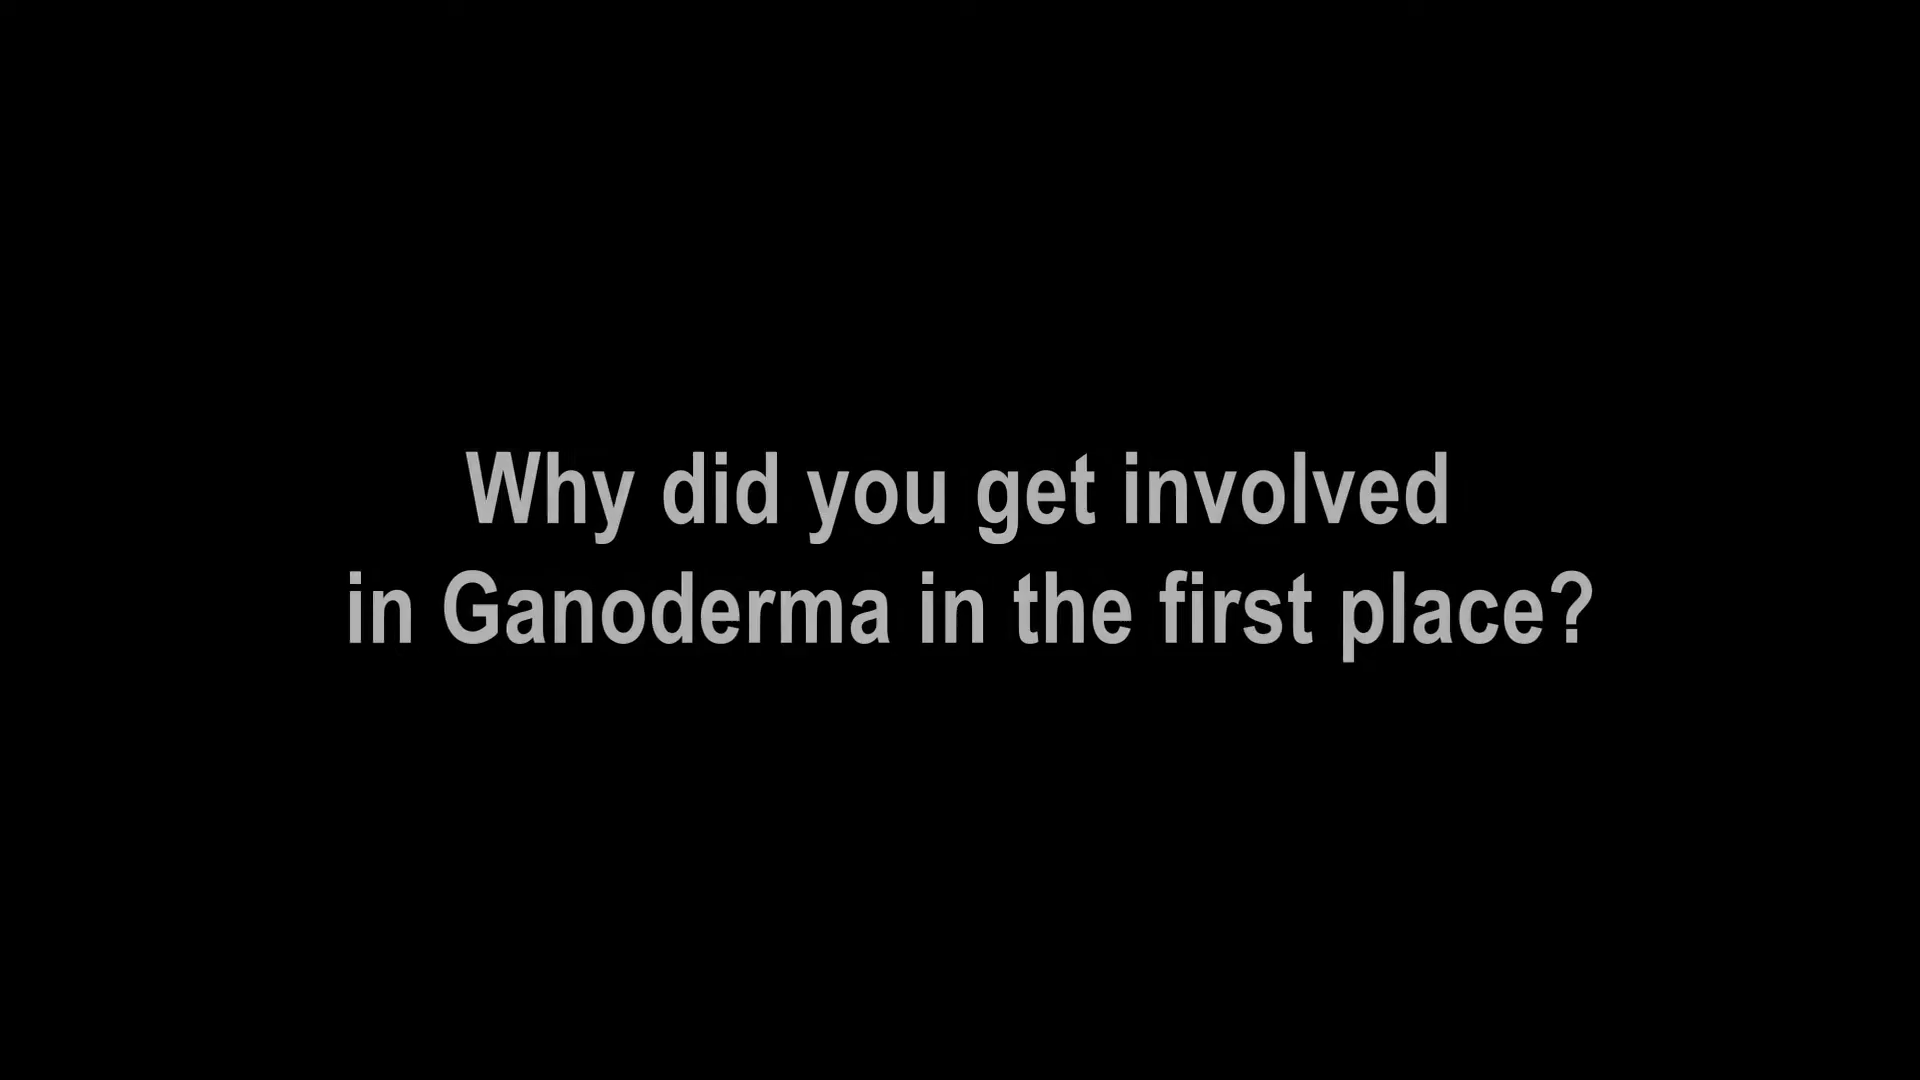 Why did you get involved
in Ganoderma in the first place?